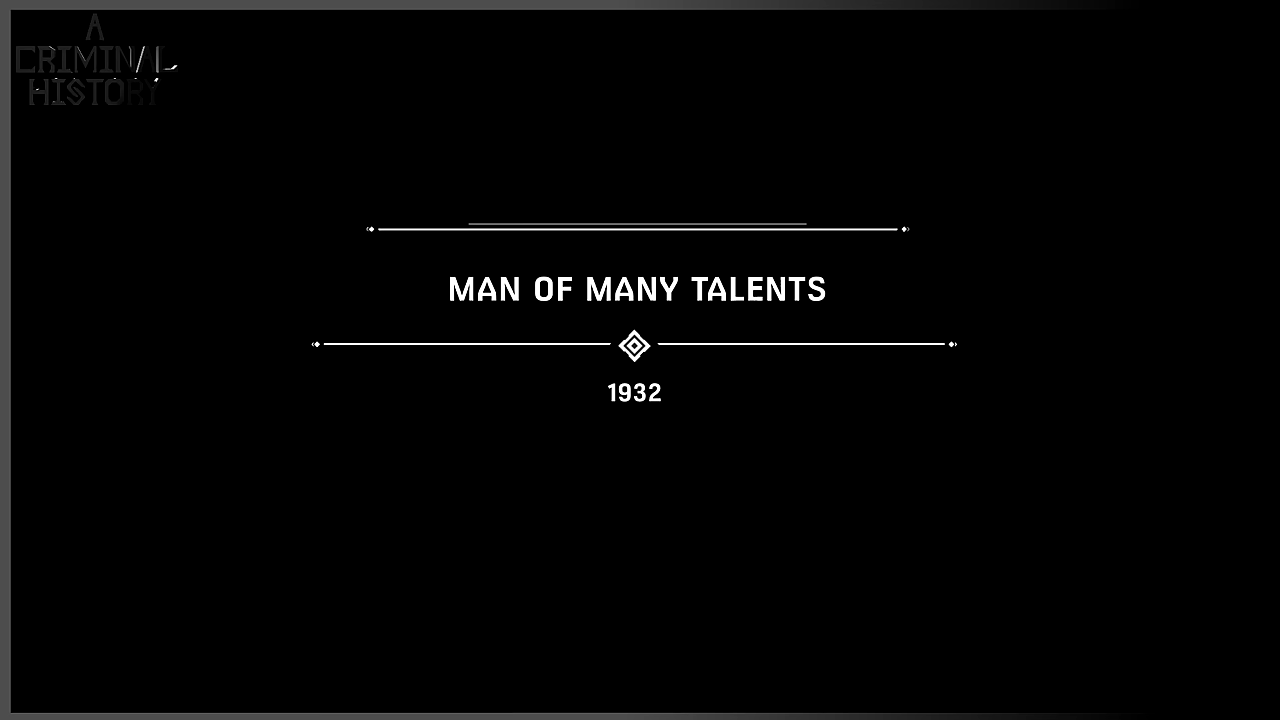 A
CRIMINAL
HISTORY
MAN OF MANY TALENTS
1932